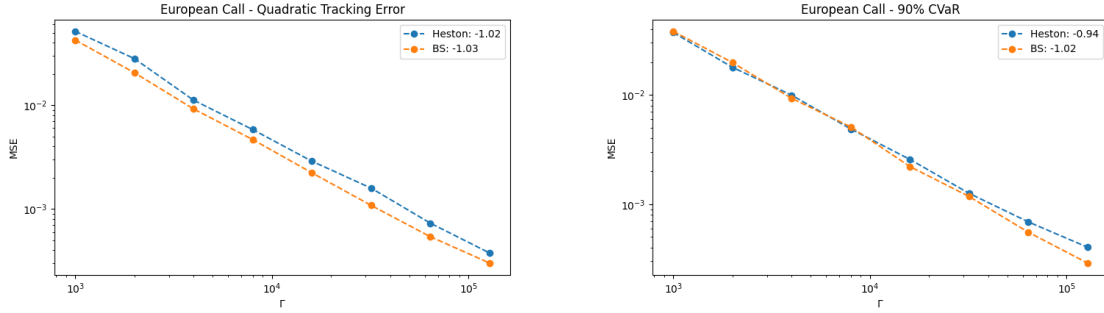 European Call - Quadratic Tracking Error
Heston: -1.02
BS: -1.03
MSE
10⁻²
10⁻³
10³
10⁴
10⁵
Γ
European Call - 90% CVaR
Heston: -0.94
BS: -1.02
MSE
10⁻²
10⁻³
10³
10⁴
10⁵
Γ